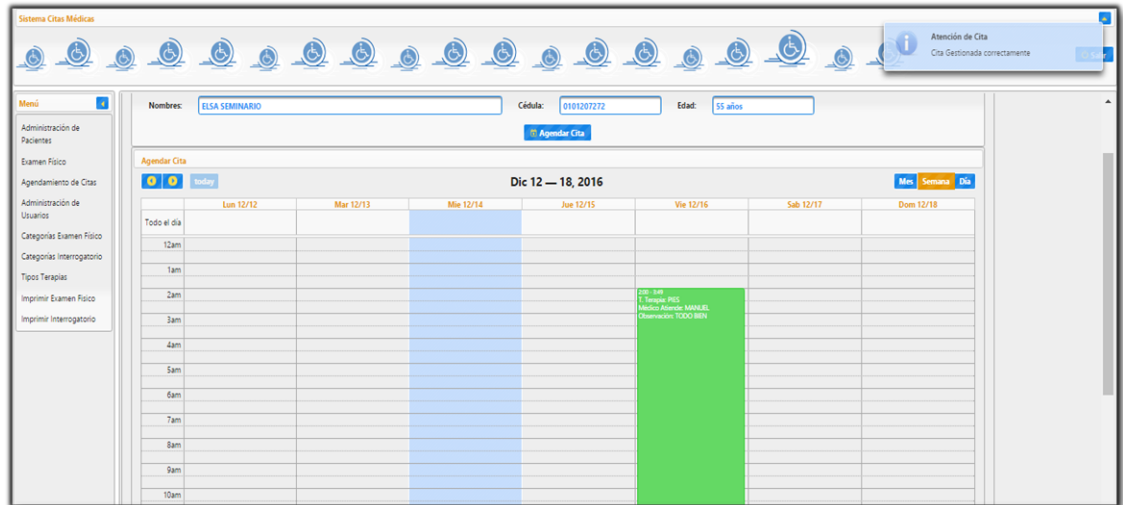 Sistema Citas Médicas
Atención de Cita
Cita Gestionada correctamente
Menú
Administración de
Pacientes
Examen Físico
Agendamiento de Citas
Administración de
Usuarios
Categorías Examen Físico
Categorías Interrogatorio
Tipos Terapias
Imprimir Examen Fisico
Imprimir Interrogatorio
Nombres: ELSA SEMINARIO Cédula: 0101207272 Edad: 55 años
Agendar Cita
Agendar Cita
today Dic 12 — 18, 2016 Mes Semana Día
Lun 12/12 Mar 12/13 Mie 12/14 Jue 12/15 Vie 12/16 Sab 12/17 Dom 12/18
Todo el día
12am
1am
2am
T. Terapia: PIES
Médico Atiende: MANUEL
Observación: TODO BIEN
3am
4am
5am
6am
7am
8am
9am
10am